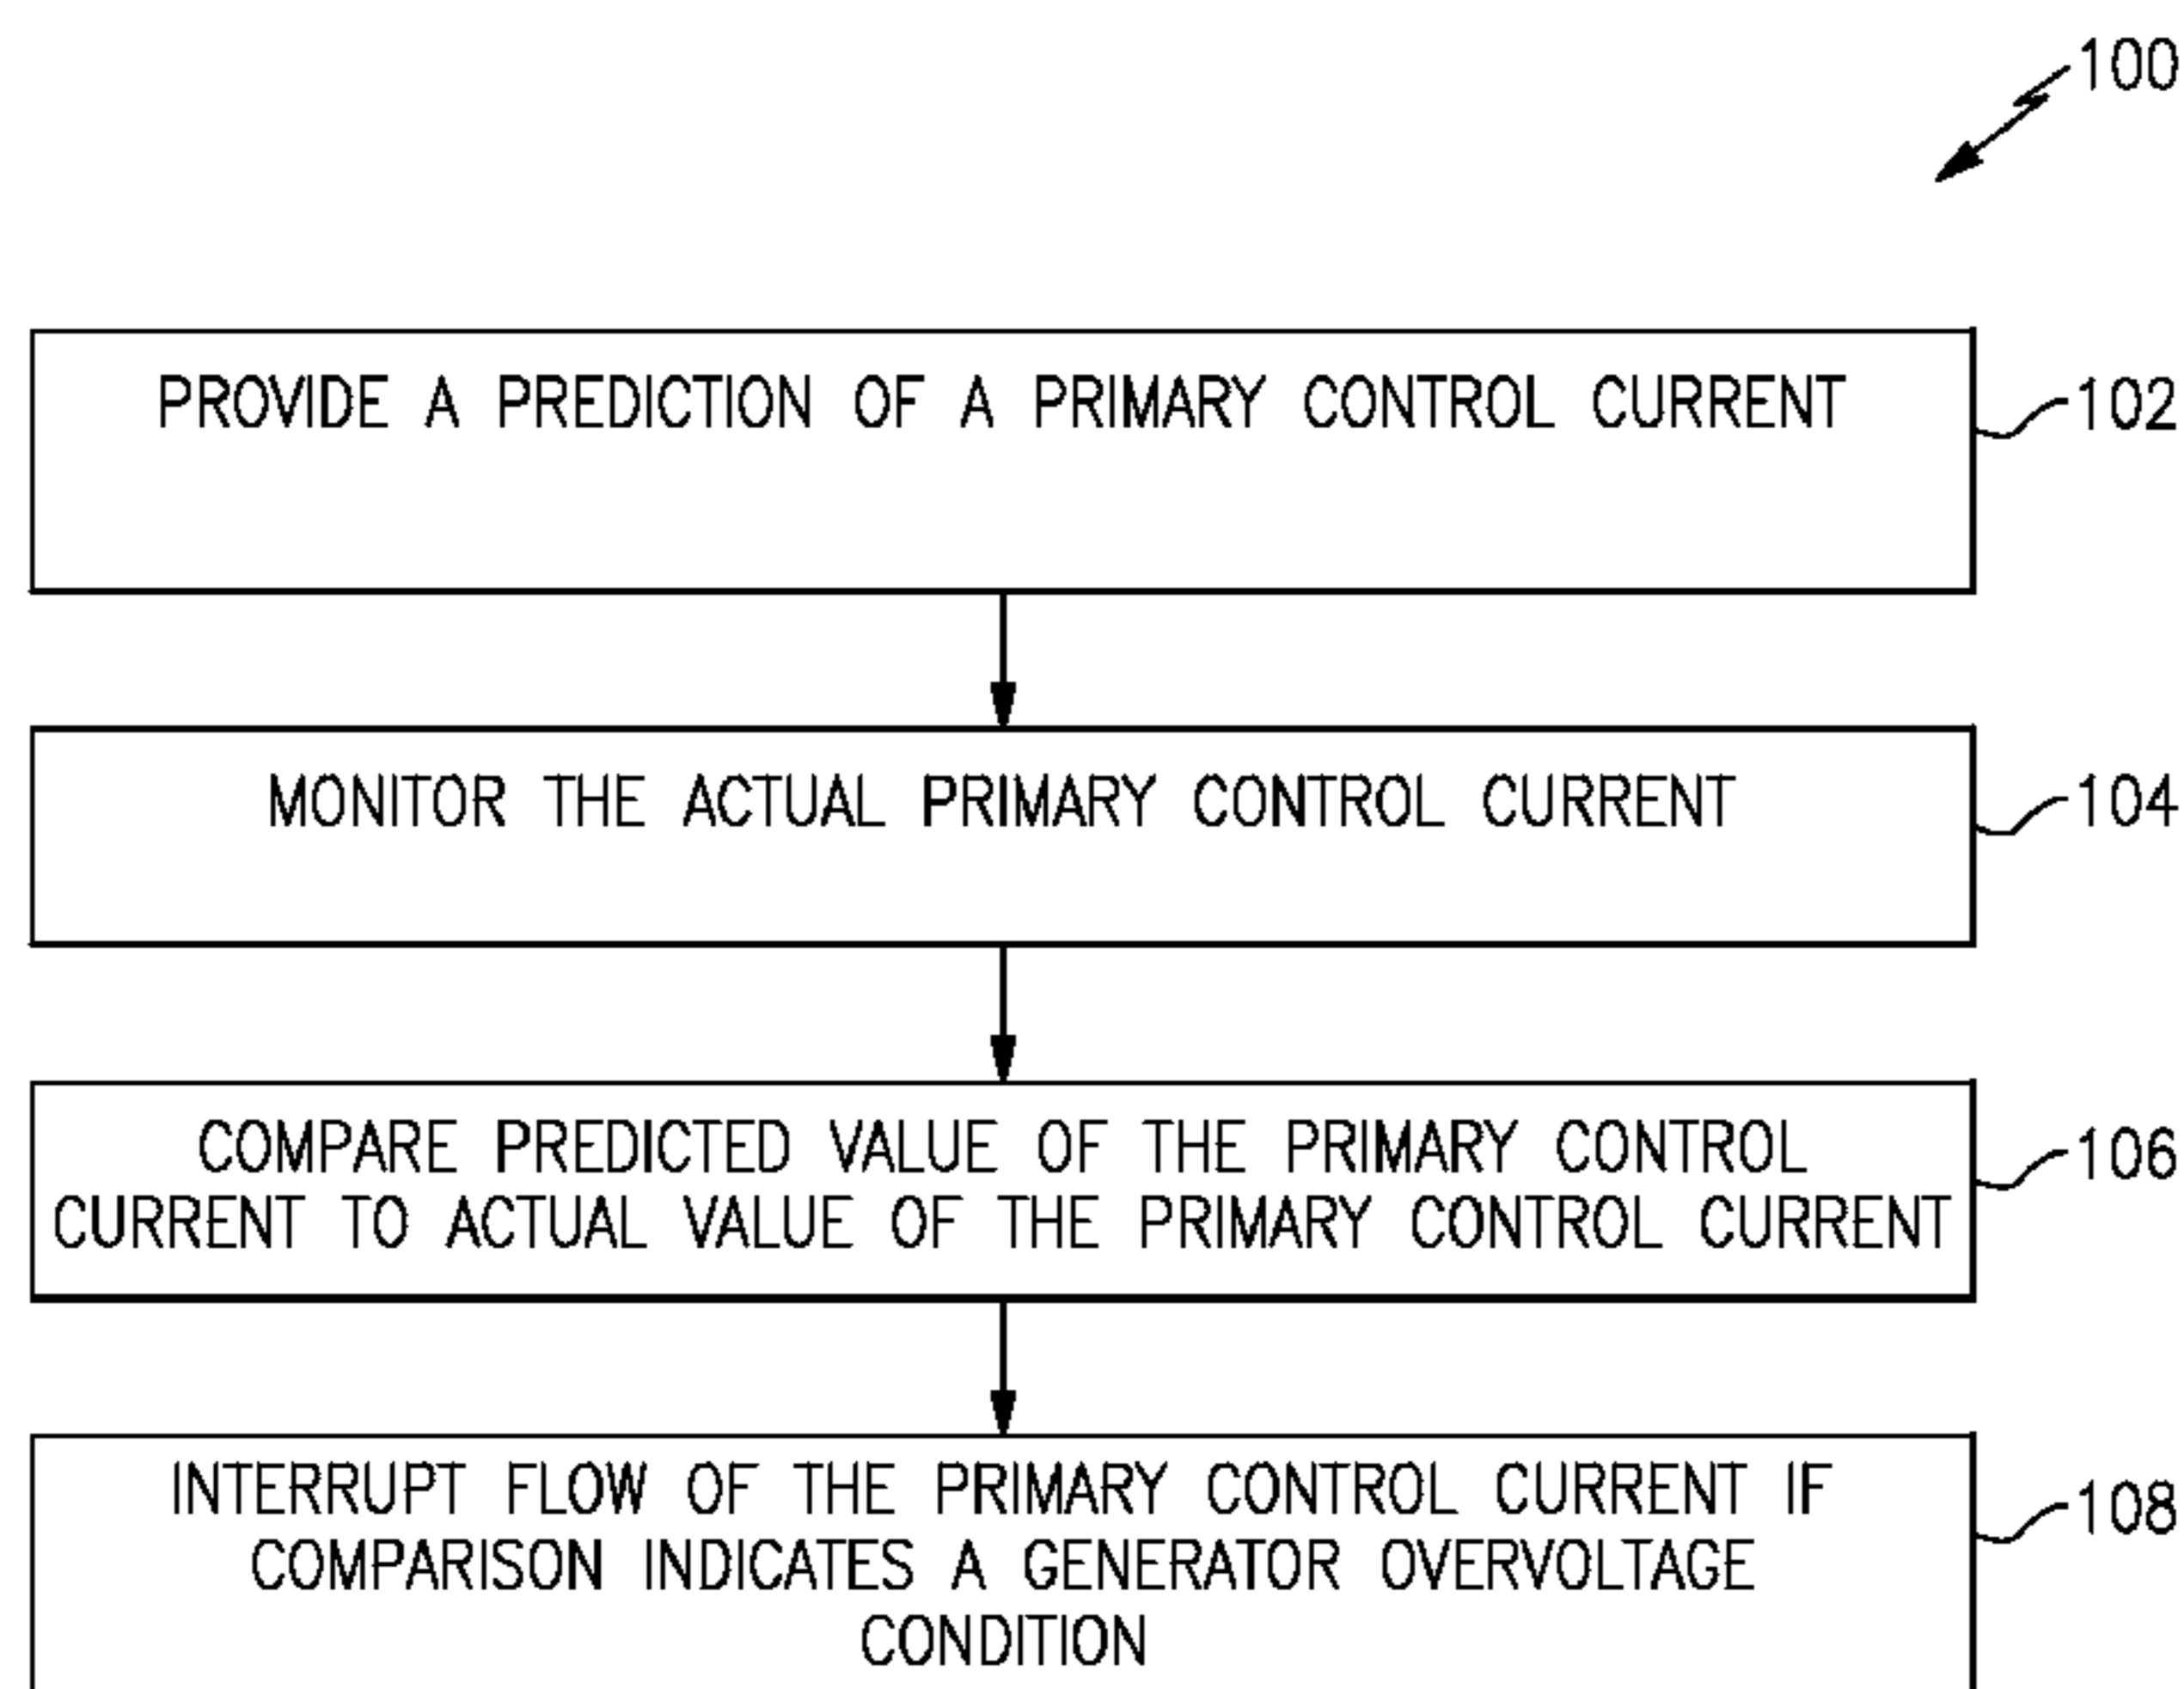 100
PROVIDE A PREDICTION OF A PRIMARY CONTROL CURRENT
102
MONITOR THE ACTUAL PRIMARY CONTROL CURRENT
104
COMPARE PREDICTED VALUE OF THE PRIMARY CONTROL
CURRENT TO ACTUAL VALUE OF THE PRIMARY CONTROL CURRENT
106
INTERRUPT FLOW OF THE PRIMARY CONTROL CURRENT IF
COMPARISON INDICATES A GENERATOR OVERVOLTAGE
CONDITION
108